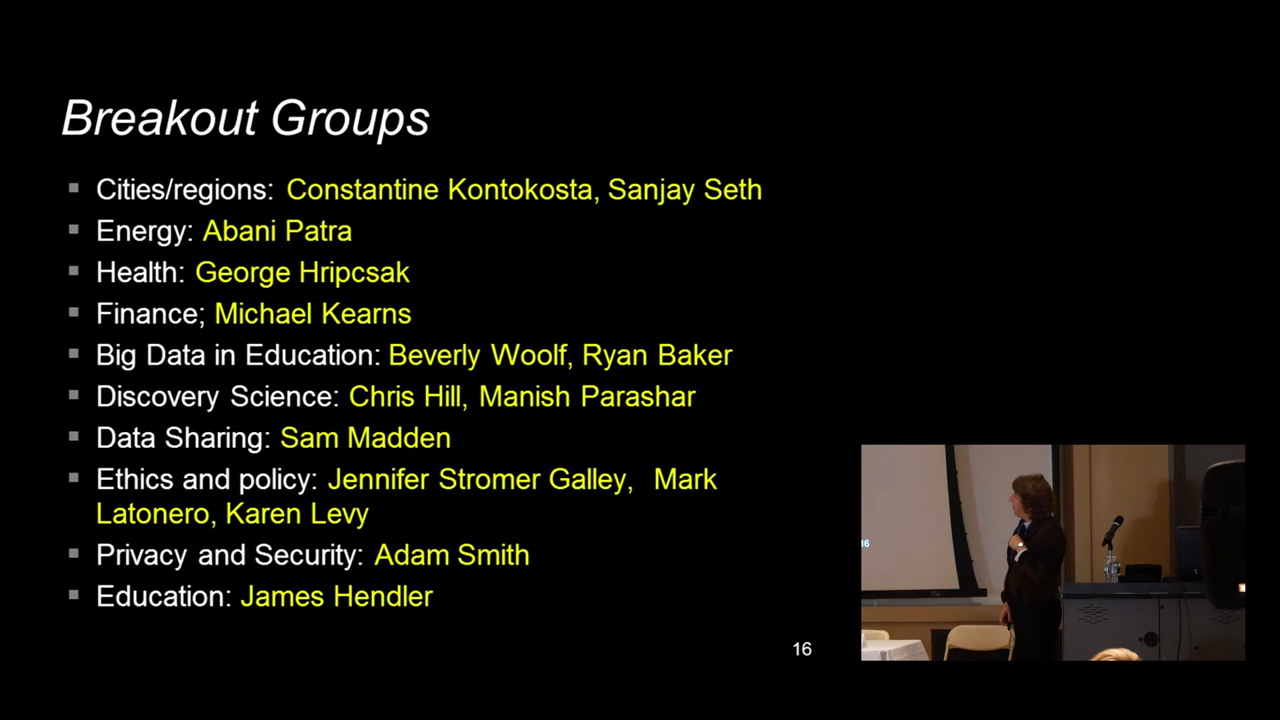 Breakout Groups
▪ Cities/regions: Constantine Kontokosta, Sanjay Seth
▪ Energy: Abani Patra
▪ Health: George Hripcsak
▪ Finance; Michael Kearns
▪ Big Data in Education: Beverly Woolf, Ryan Baker
▪ Discovery Science: Chris Hill, Manish Parashar
▪ Data Sharing: Sam Madden
▪ Ethics and policy: Jennifer Stromer Galley, Mark
Latonero, Karen Levy
▪ Privacy and Security: Adam Smith
▪ Education: James Hendler
16
16